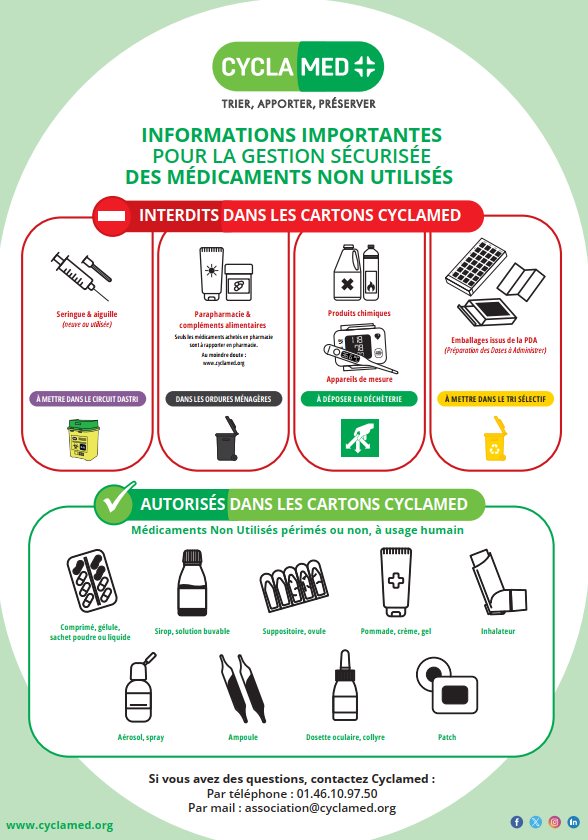 CYCLAMED
TRIER, APPORTER, PRÉSERVER
INFORMATIONS IMPORTANTES
POUR LA GESTION SÉCURISÉE
DES MÉDICAMENTS NON UTILISÉS
INTERDITS DANS LES CARTONS CYCLAMED
Seringue & aiguille
(neuve ou utilisée)
À METTRE DANS LE CIRCUIT DASTRI
Parapharmacie &
compléments alimentaires
Seuls les médicaments achetés en pharmacie
sont à rapporter en pharmacie.
Au moindre doute :
www.cyclamed.org
DANS LES ORDURES MÉNAGÈRES
Produits chimiques
Appareils de mesure
À DÉPOSER EN DÉCHÈTERIE
Emballages issus de la PDA
(Préparation des Doses à Administrer)
À METTRE DANS LE TRI SÉLECTIF
AUTORISÉS DANS LES CARTONS CYCLAMED
Médicaments Non Utilisés périmés ou non, à usage humain
Comprimé, gélule,
sachet poudre ou liquide
Sirop, solution buvable
Suppositoire, ovule
Pommade, crème, gel
Inhalateur
Aérosol, spray
Ampoule
Dosette oculaire, collyre
Patch
Si vous avez des questions, contactez Cyclamed :
Par téléphone : 01.46.10.97.50
Par mail : association@cyclamed.org
www.cyclamed.org